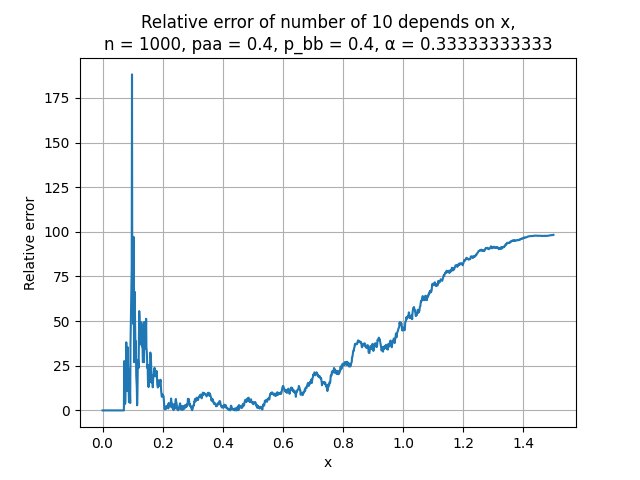 Relative error of number of 10 depends on x,
n = 1000, paa = 0.4, p_bb = 0.4, α = 0.33333333333
Relative error
175
150
125
100
75
50
25
0
0.0 0.2 0.4 0.6 0.8 1.0 1.2 1.4
x